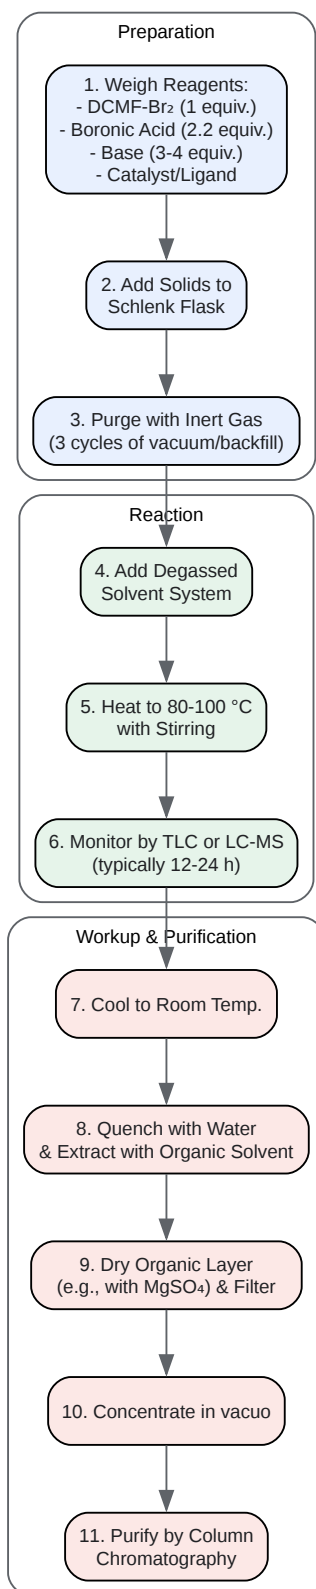 Preparation
1. Weigh Reagents:
- DCMF-Br₂ (1 equiv.)
- Boronic Acid (2.2 equiv.)
- Base (3-4 equiv.)
- Catalyst/Ligand
2. Add Solids to
Schlenk Flask
3. Purge with Inert Gas
(3 cycles of vacuum/backfill)
Reaction
4. Add Degassed
Solvent System
5. Heat to 80-100 °C
with Stirring
6. Monitor by TLC or LC-MS
(typically 12-24 h)
Workup & Purification
7. Cool to Room Temp.
8. Quench with Water
& Extract with Organic Solvent
9. Dry Organic Layer
(e.g., with MgSO₄) & Filter
10. Concentrate in vacuo
11. Purify by Column
Chromatography